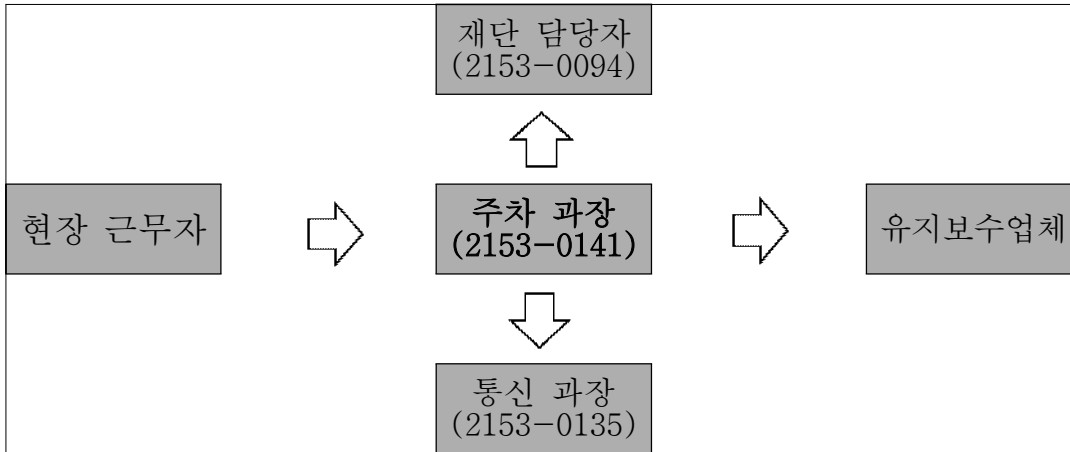 재단 담당자
(2153-0094)
현장 근무자
주차 과장
(2153-0141)
유지보수업체
통신 과장
(2153-0135)